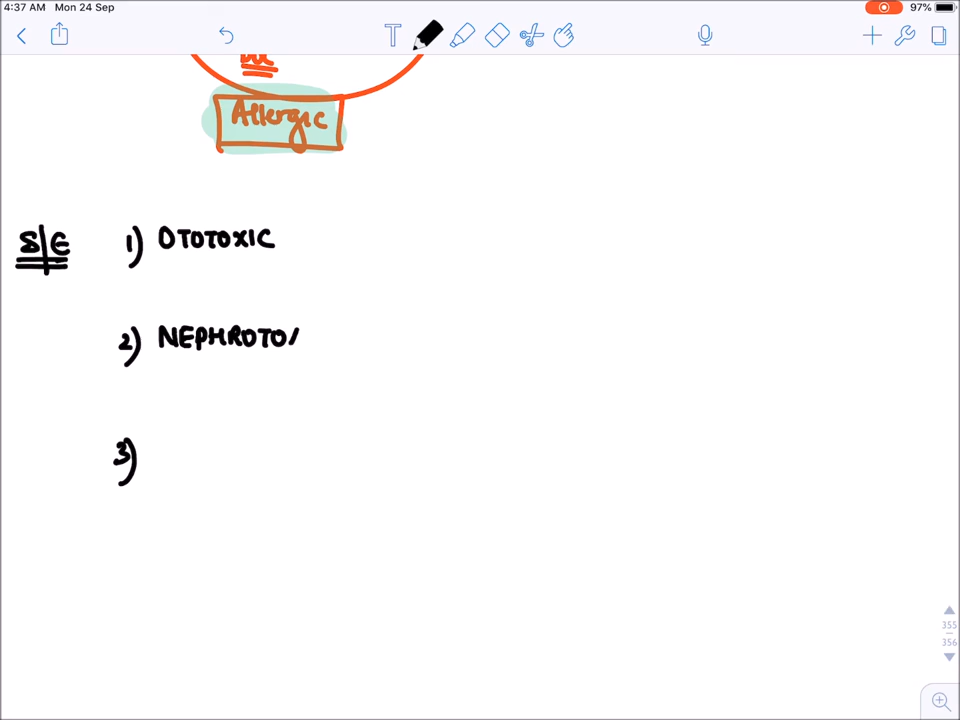 4:37 AM Mon 24 Sep
97%
T
Allergic
S/E 1) OTOTOXIC
2) NEPHROTO
3)
355
356